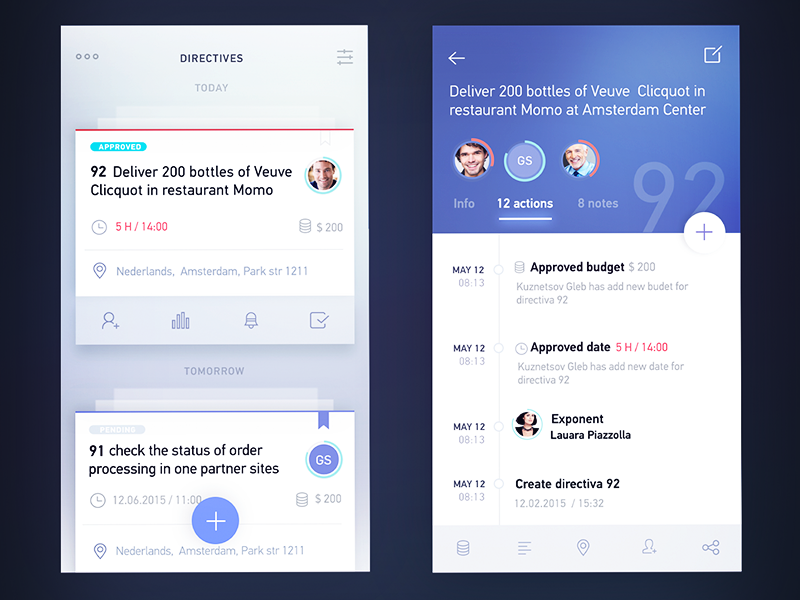 DIRECTIVES
TODAY
APPROVED
92 Deliver 200 bottles of Veuve
Clicquot in restaurant Momo
5 H / 14:00
$ 200
Nederlands, Amsterdam, Park str 1211
TOMORROW
PENDING
91 check the status of order
processing in one partner sites
GS
12.06.2015 / 11:00
$ 200
Nederlands, Amsterdam, Park str 1211
Deliver 200 bottles of Veuve Clicquot in
restaurant Momo at Amsterdam Center
GS
92
Info
12 actions
8 notes
MAY 12
08:13
Approved budget $ 200
Kuznetsov Gleb has add new budet for
directiva 92
MAY 12
08:13
Approved date 5 H / 14:00
Kuznetsov Gleb has add new date for
directiva 92
MAY 12
08:13
Exponent
Lauara Piazzolla
MAY 12
08:13
Create directiva 92
12.02.2015 / 15:32